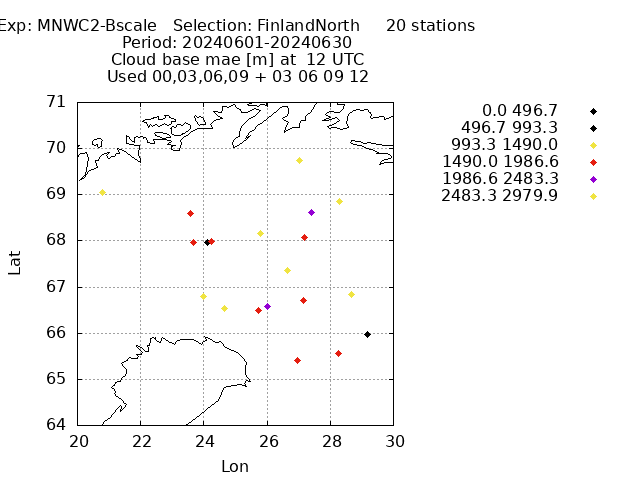 Exp: MNWC2-Bscale   Selection: FinlandNorth     20 stations
Period: 20240601-20240630
Cloud base mae [m] at  12 UTC
Used 00,03,06,09 + 03 06 09 12
0.0 496.7
496.7 993.3
993.3 1490.0
1490.0 1986.6
1986.6 2483.3
2483.3 2979.9
71
70
69
68
67
66
65
64
Lat
20 22 24 26 28 30
Lon